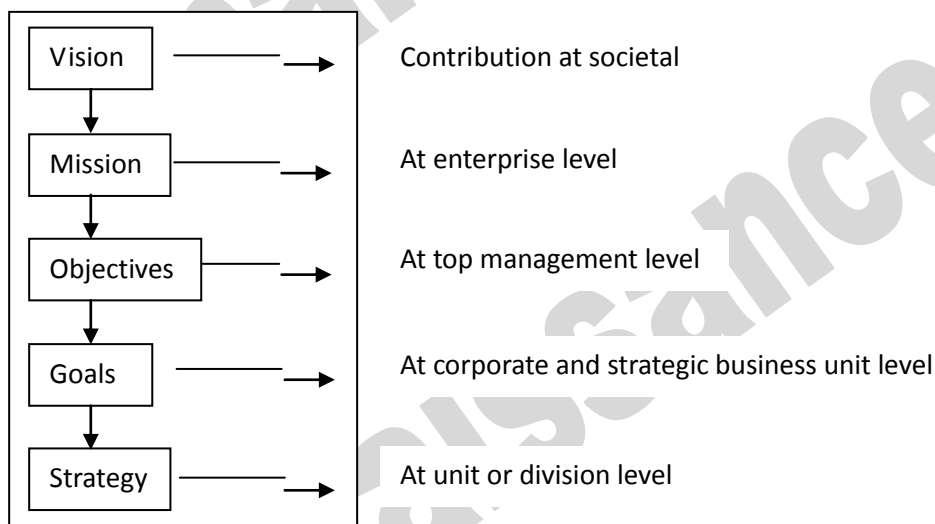 Vision Contribution at societal
Mission At enterprise level
Objectives At top management level
Goals At corporate and strategic business unit level
Strategy At unit or division level